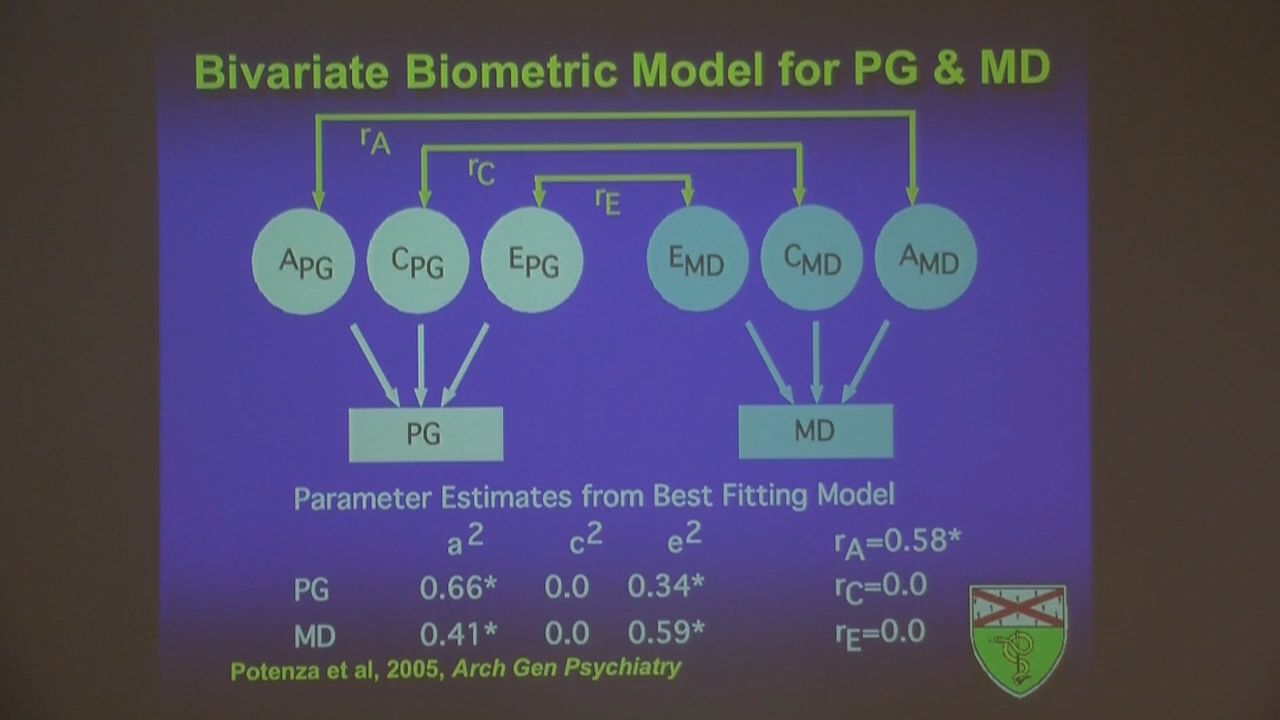 Bivariate Biometric Model for PG & MD
rA
rC
rE
APG CPG EPG EMD CMD AMD
PG MD
Parameter Estimates from Best Fitting Model
a2 c2 e2 rA=0.58*
PG 0.66* 0.0 0.34* rC=0.0
MD 0.41* 0.0 0.59* rE=0.0
Potenza et al, 2005, Arch Gen Psychiatry